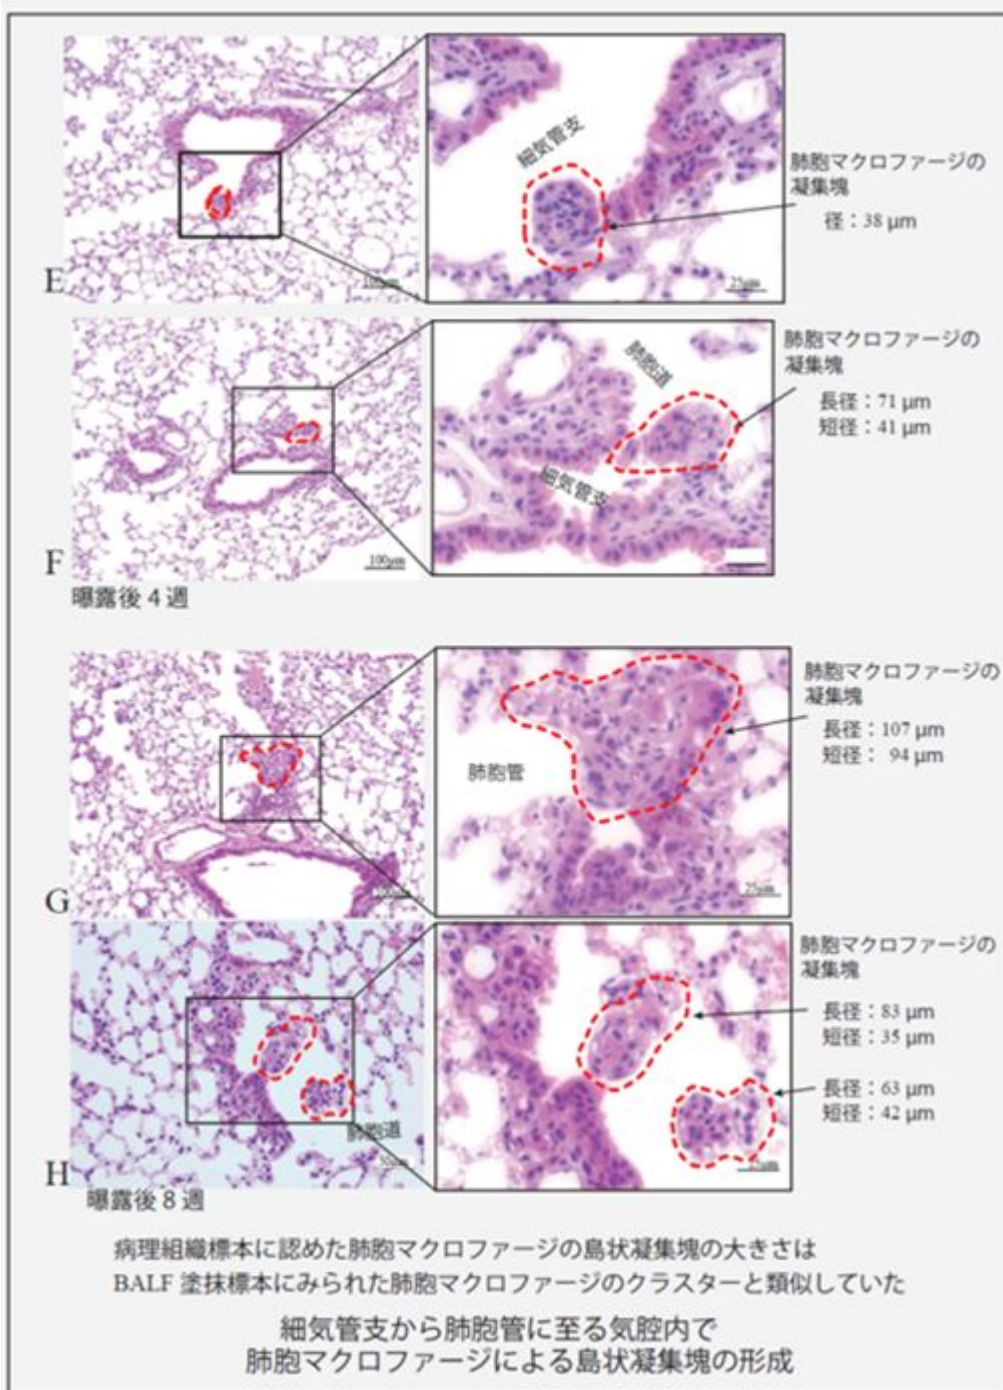 細気管支
肺胞マクロファージの
凝集塊
径：38 μm
100μm
25μm
E
肺胞道
細気管支
肺胞マクロファージの
凝集塊
長径：71 μm
短径：41 μm
100μm
F
曝露後 4 週
肺胞管
肺胞マクロファージの
凝集塊
長径：107 μm
短径： 94 μm
25μm
G
肺胞マクロファージの
凝集塊
長径：83 μm
短径：35 μm
長径：63 μm
短径：42 μm
肺胞道
50μm
25μm
H
曝露後 8 週
病理組織標本に認めた肺胞マクロファージの島状凝集塊の大きさは
BALF 塗抹標本にみられた肺胞マクロファージのクラスターと類似していた
細気管支から肺胞管に至る気腔内で
肺胞マクロファージによる島状凝集塊の形成